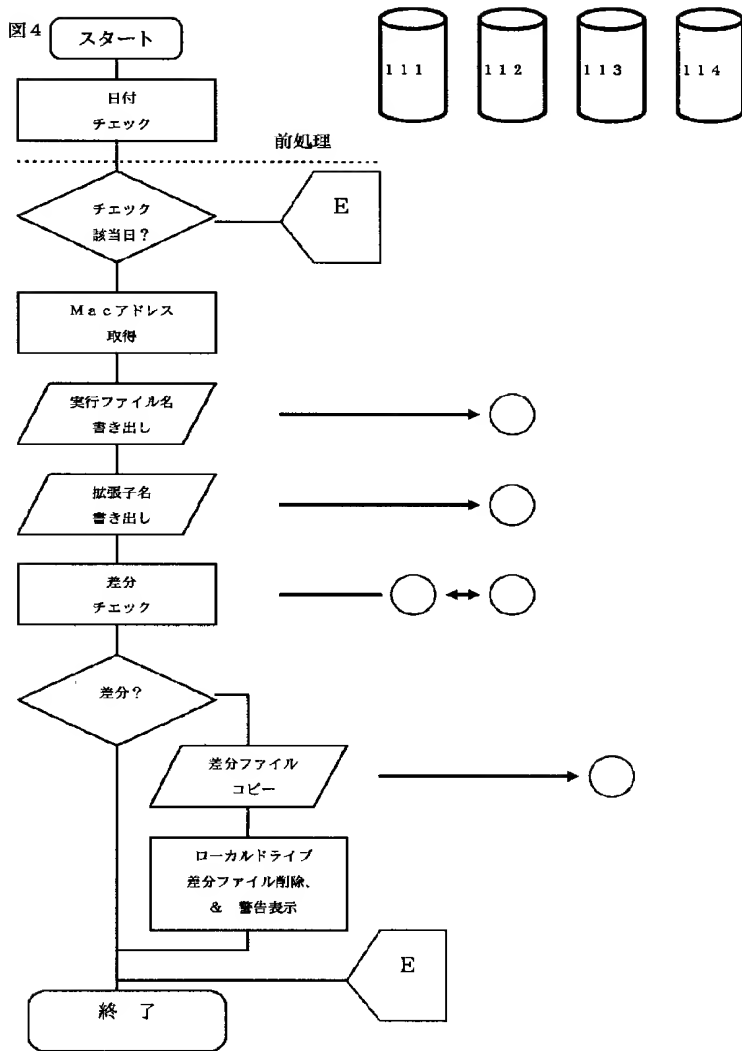 図4
スタート
111
112
113
114
日付
チェック
前処理
チェック
該当日？
E
Macアドレス
取得
実行ファイル名
書き出し
拡張子名
書き出し
差分
チェック
差分？
差分ファイル
コピー
ローカルドライブ
差分ファイル削除、
＆ 警告表示
E
終 了